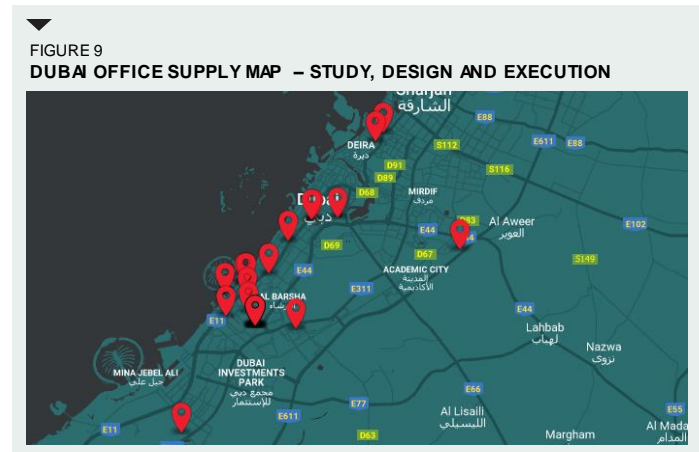 FIGURE 9
DUBAI OFFICE SUPPLY MAP – STUDY, DESIGN AND EXECUTION
Sharjah
الشارقة
E88
DEIRA
ديرة
S112
E611
E88
D91
D89
S116
D68
MIRDIF
مردف
دبي
D53
Al Aweer
العوير
E44
E102
D69
D67
S149
E44
ACADEMIC CITY
المدينة
الأكاديمية
E311
AL BARSHA
E11
E44
Lahbab
لهباب
Nazwa
نزوى
MINA JEBEL ALI
جبل علي
DUBAI
INVESTMENTS
PARK
مجمع دبي
للإستثمار
E66
E77
E611
E55
Al Lisaili
الليسيلي
E11
D63
Margham
Al Mada
المدام